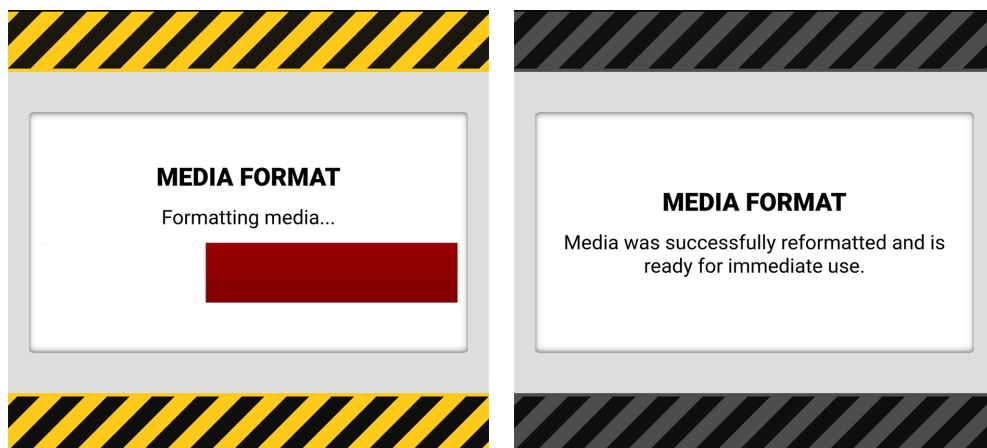 MEDIA FORMAT
Formatting media...
MEDIA FORMAT
Media was successfully reformatted and is
ready for immediate use.